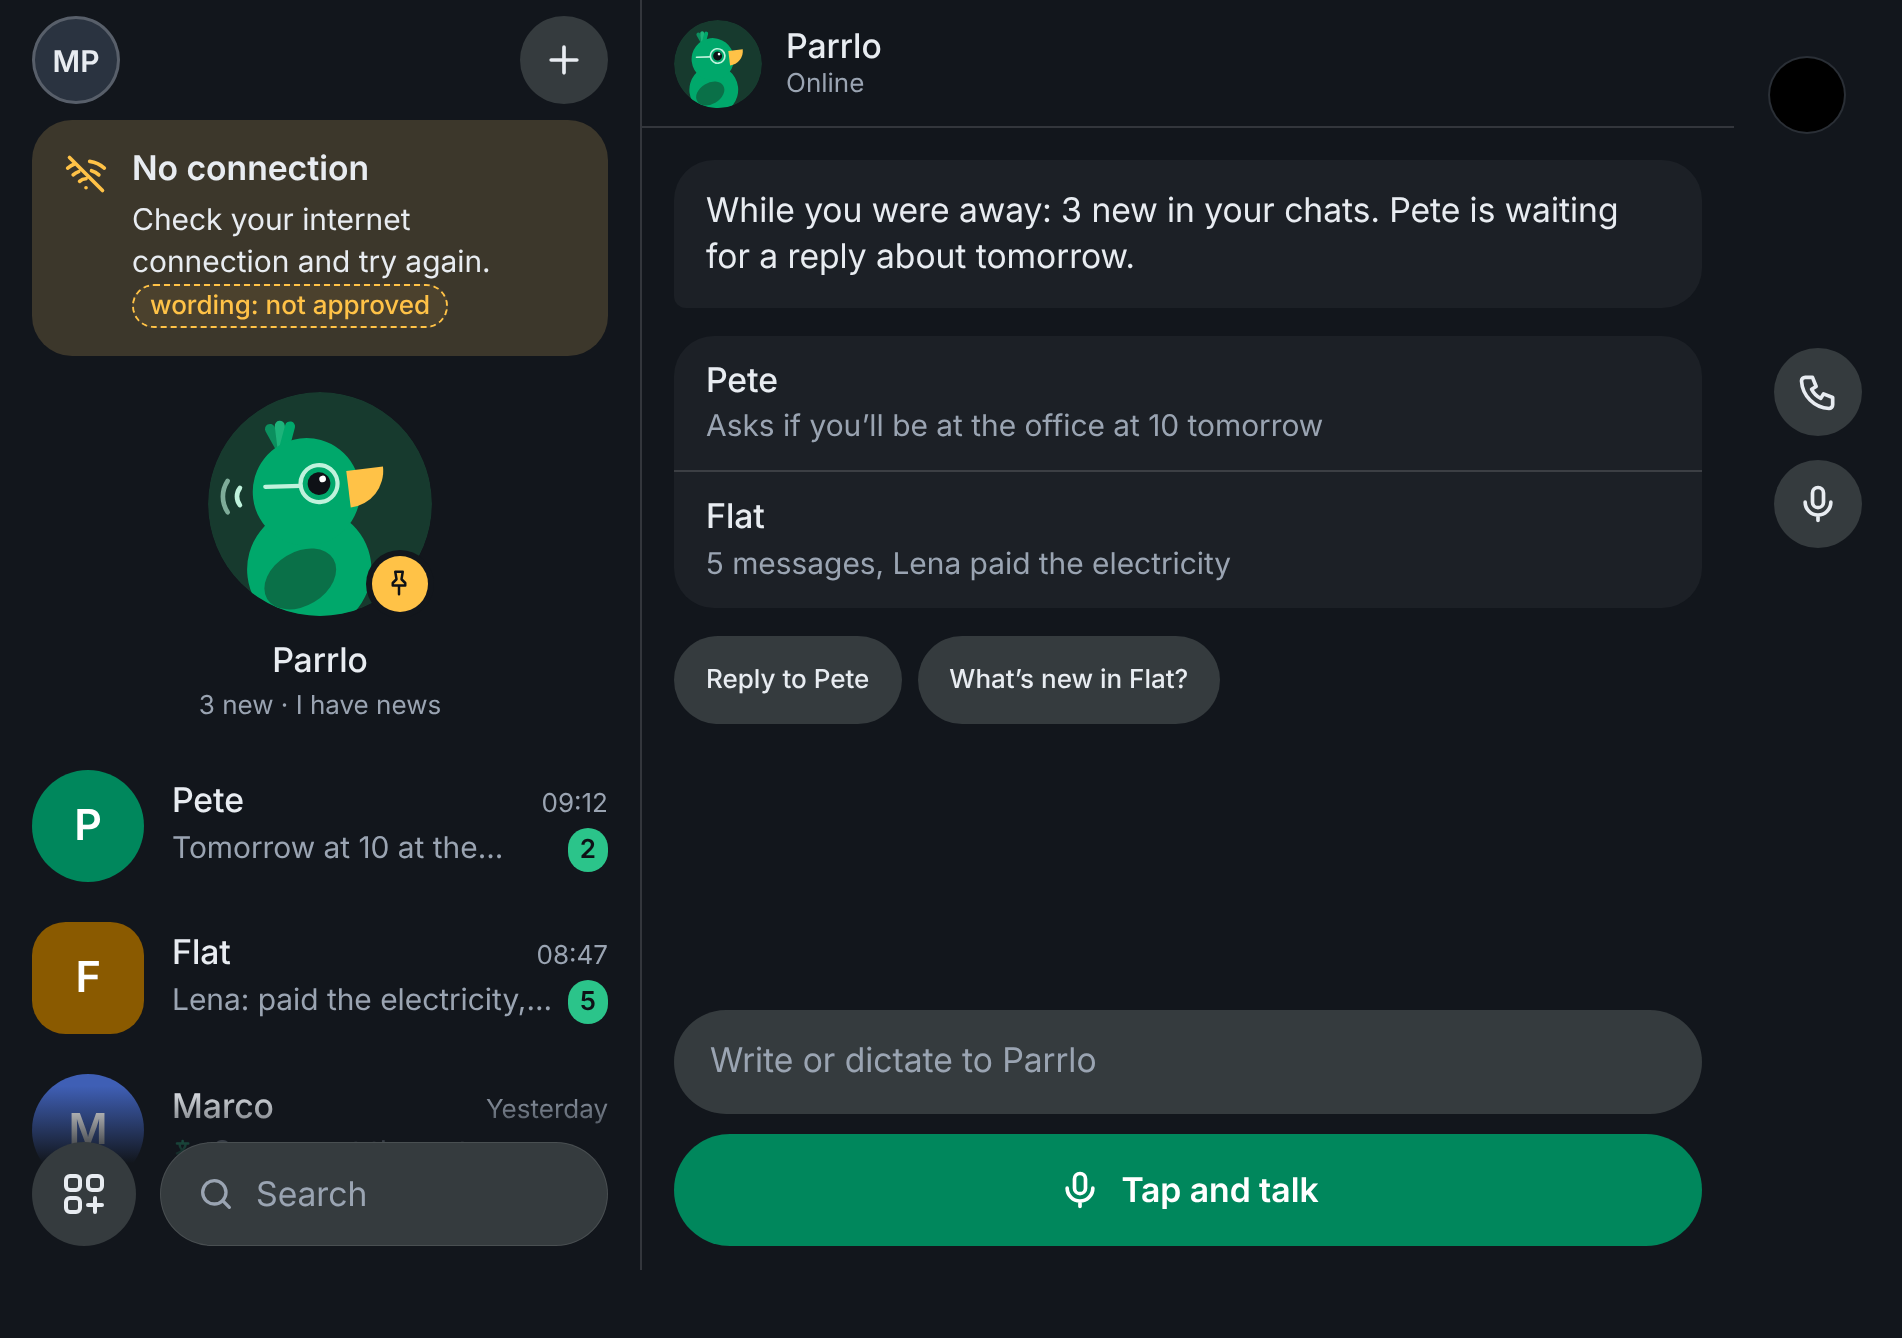 MP
No connection
Check your internet
connection and try again.
wording: not approved
Parrlo
3 new · I have news
P
Pete
09:12
Tomorrow at 10 at the...
2
F
Flat
08:47
Lena: paid the electricity,...
5
M
Marco
Yesterday
Search
Parrlo
Online
While you were away: 3 new in your chats. Pete is waiting
for a reply about tomorrow.
Pete
Asks if you’ll be at the office at 10 tomorrow
Flat
5 messages, Lena paid the electricity
Reply to Pete
What’s new in Flat?
Write or dictate to Parrlo
Tap and talk